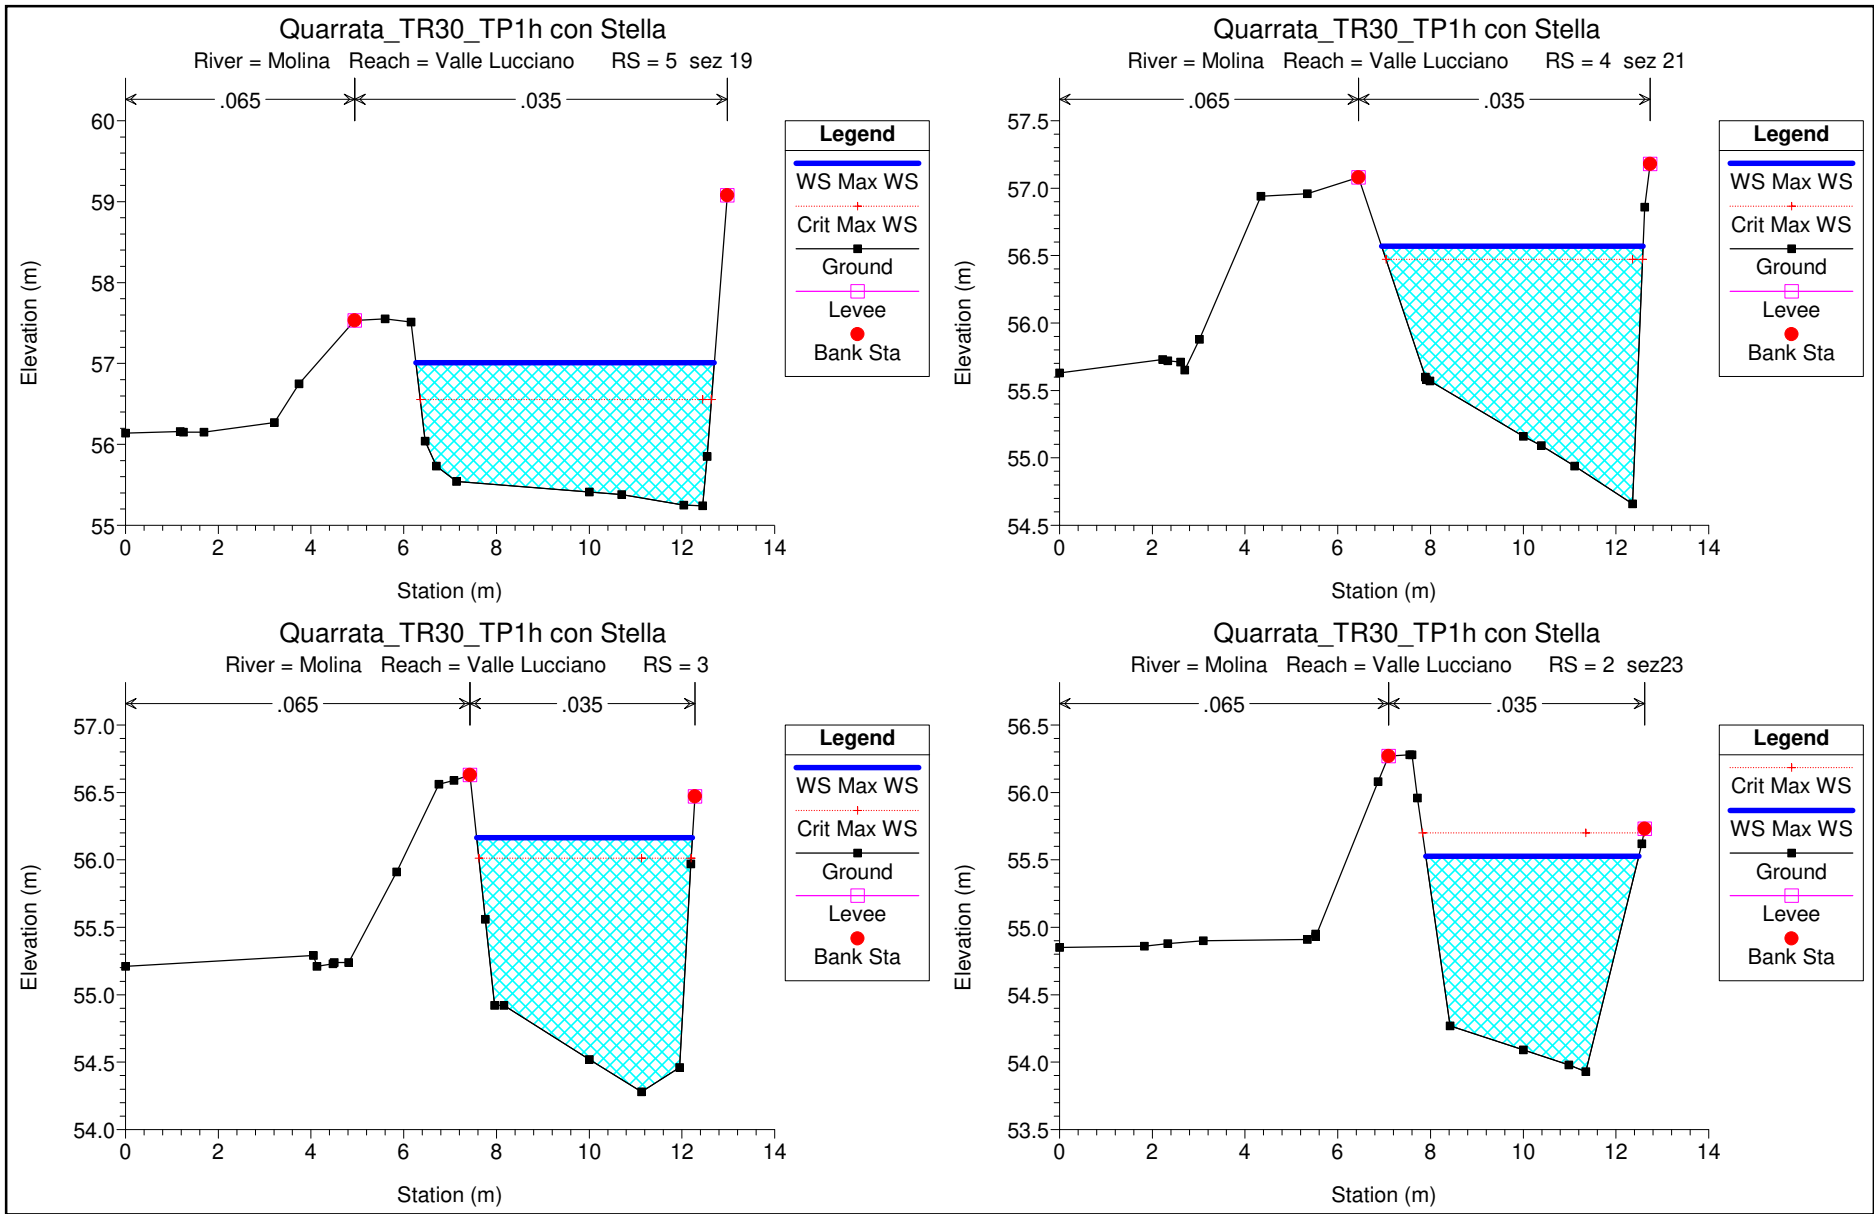 Quarrata_TR30_TP1h con Stella
River = Molina Reach = Valle Lucciano RS = 5 sez 19
.065 .035
60
59
58
57
56
55
Elevation (m)
0 2 4 6 8 10 12 14
Station (m)
Legend
WS Max WS
Crit Max WS
Ground
Levee
Bank Sta
Quarrata_TR30_TP1h con Stella
River = Molina Reach = Valle Lucciano RS = 4 sez 21
.065 .035
57.5
57.0
56.5
56.0
55.5
55.0
54.5
Elevation (m)
0 2 4 6 8 10 12 14
Station (m)
Legend
WS Max WS
Crit Max WS
Ground
Levee
Bank Sta
Quarrata_TR30_TP1h con Stella
River = Molina Reach = Valle Lucciano RS = 3
.065 .035
57.0
56.5
56.0
55.5
55.0
54.5
54.0
Elevation (m)
0 2 4 6 8 10 12 14
Station (m)
Legend
WS Max WS
Crit Max WS
Ground
Levee
Bank Sta
Quarrata_TR30_TP1h con Stella
River = Molina Reach = Valle Lucciano RS = 2 sez23
.065 .035
56.5
56.0
55.5
55.0
54.5
54.0
53.5
Elevation (m)
0 2 4 6 8 10 12 14
Station (m)
Legend
Crit Max WS
WS Max WS
Ground
Levee
Bank Sta